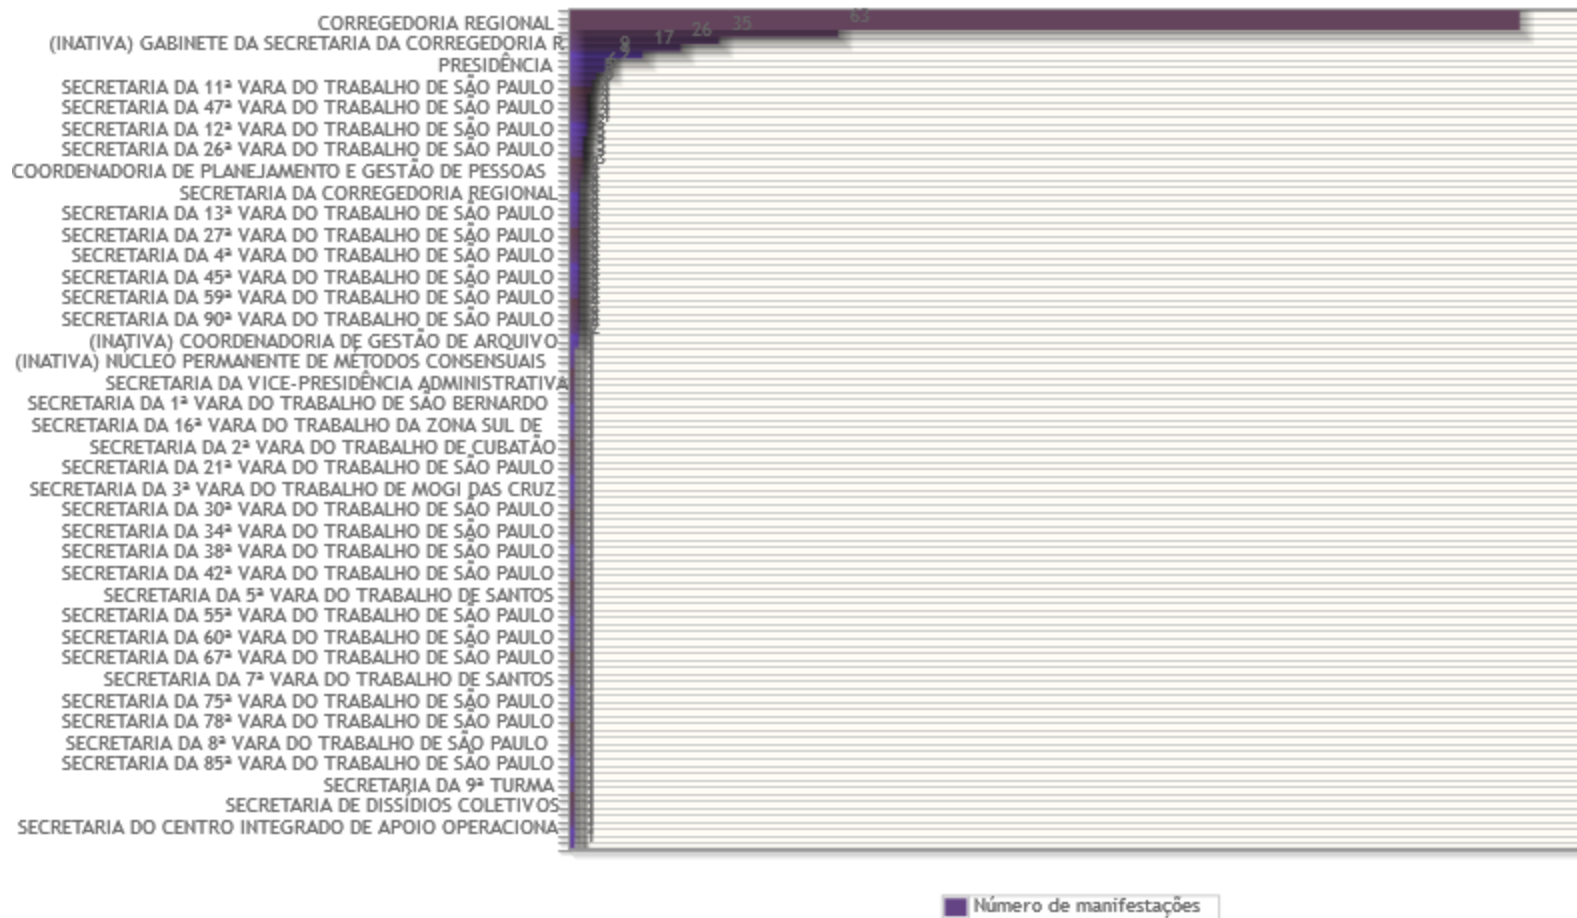 63
CORREGEDORIA REGIONAL
35
26
17
(INATIVA) GABINETE DA SECRETARIA DA CORREGEDORIA R
9
PRESIDÊNCIA
SECRETARIA DA 11ª VARA DO TRABALHO DE SÃO PAULO
SECRETARIA DA 47ª VARA DO TRABALHO DE SÃO PAULO
SECRETARIA DA 12ª VARA DO TRABALHO DE SÃO PAULO
SECRETARIA DA 26ª VARA DO TRABALHO DE SÃO PAULO
COORDENADORIA DE PLANEJAMENTO E GESTÃO DE PESSOAS
SECRETARIA DA CORREGEDORIA REGIONAL
SECRETARIA DA 13ª VARA DO TRABALHO DE SÃO PAULO
SECRETARIA DA 27ª VARA DO TRABALHO DE SÃO PAULO
SECRETARIA DA 4ª VARA DO TRABALHO DE SÃO PAULO
SECRETARIA DA 45ª VARA DO TRABALHO DE SÃO PAULO
SECRETARIA DA 59ª VARA DO TRABALHO DE SÃO PAULO
SECRETARIA DA 90ª VARA DO TRABALHO DE SÃO PAULO
(INATIVA) COORDENADORIA DE GESTÃO DE ARQUIVO
(INATIVA) NÚCLEO PERMANENTE DE MÉTODOS CONSENSUAIS
SECRETARIA DA VICE-PRESIDÊNCIA ADMINISTRATIVA
SECRETARIA DA 1ª VARA DO TRABALHO DE SÃO BERNARDO
SECRETARIA DA 16ª VARA DO TRABALHO DA ZONA SUL DE
SECRETARIA DA 2ª VARA DO TRABALHO DE CUBATÃO
SECRETARIA DA 21ª VARA DO TRABALHO DE SÃO PAULO
SECRETARIA DA 3ª VARA DO TRABALHO DE MOGI DAS CRUZ
SECRETARIA DA 30ª VARA DO TRABALHO DE SÃO PAULO
SECRETARIA DA 34ª VARA DO TRABALHO DE SÃO PAULO
SECRETARIA DA 38ª VARA DO TRABALHO DE SÃO PAULO
SECRETARIA DA 42ª VARA DO TRABALHO DE SÃO PAULO
SECRETARIA DA 5ª VARA DO TRABALHO DE SANTOS
SECRETARIA DA 55ª VARA DO TRABALHO DE SÃO PAULO
SECRETARIA DA 60ª VARA DO TRABALHO DE SÃO PAULO
SECRETARIA DA 67ª VARA DO TRABALHO DE SÃO PAULO
SECRETARIA DA 7ª VARA DO TRABALHO DE SANTOS
SECRETARIA DA 75ª VARA DO TRABALHO DE SÃO PAULO
SECRETARIA DA 78ª VARA DO TRABALHO DE SÃO PAULO
SECRETARIA DA 8ª VARA DO TRABALHO DE SÃO PAULO
SECRETARIA DA 85ª VARA DO TRABALHO DE SÃO PAULO
SECRETARIA DA 9ª TURMA
SECRETARIA DE DISSÍDIOS COLETIVOS
SECRETARIA DO CENTRO INTEGRADO DE APOIO OPERACIONA
Número de manifestações